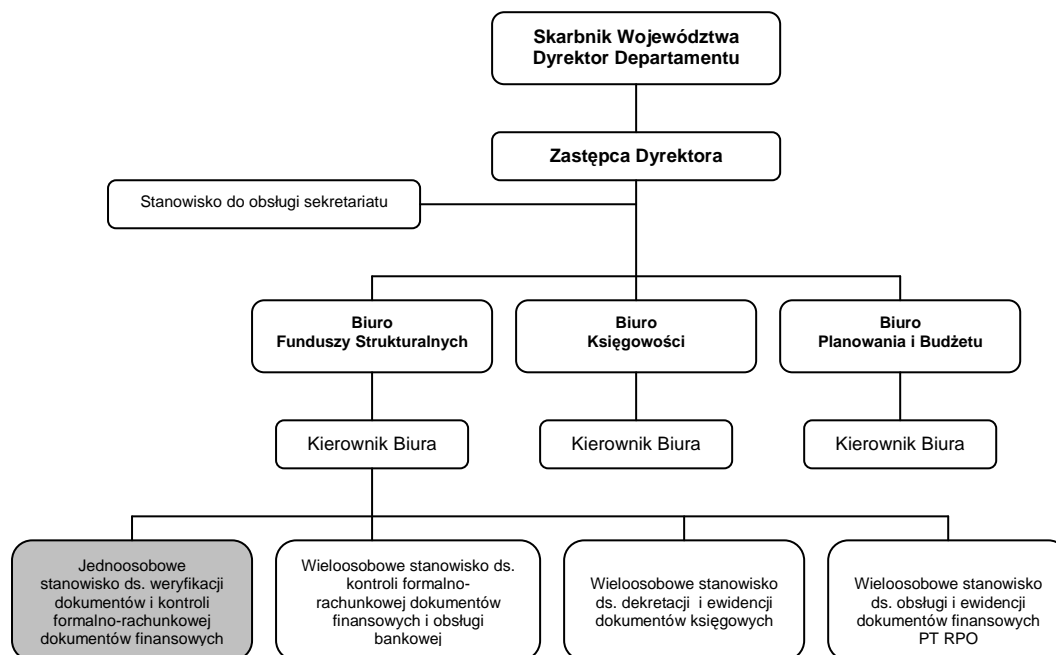 Skarbnik Województwa
Dyrektor Departamentu
Zastępca Dyrektora
Stanowisko do obsługi sekretariatu
Biuro
Funduszy Strukturalnych
Biuro
Księgowości
Biuro
Planowania i Budżetu
Kierownik Biura
Kierownik Biura
Kierownik Biura
Jednoosobowe
stanowisko ds. weryfikacji
dokumentów i kontroli
formalno-rachunkowej
dokumentów finansowych
Wieloosobowe stanowisko ds.
kontroli formalno-
rachunkowej dokumentów
finansowych i obsługi
bankowej
Wieloosobowe stanowisko
ds. dekretacji i ewidencji
dokumentów księgowych
Wieloosobowe stanowisko
ds. obsługi i ewidencji
dokumentów finansowych
PT RPO